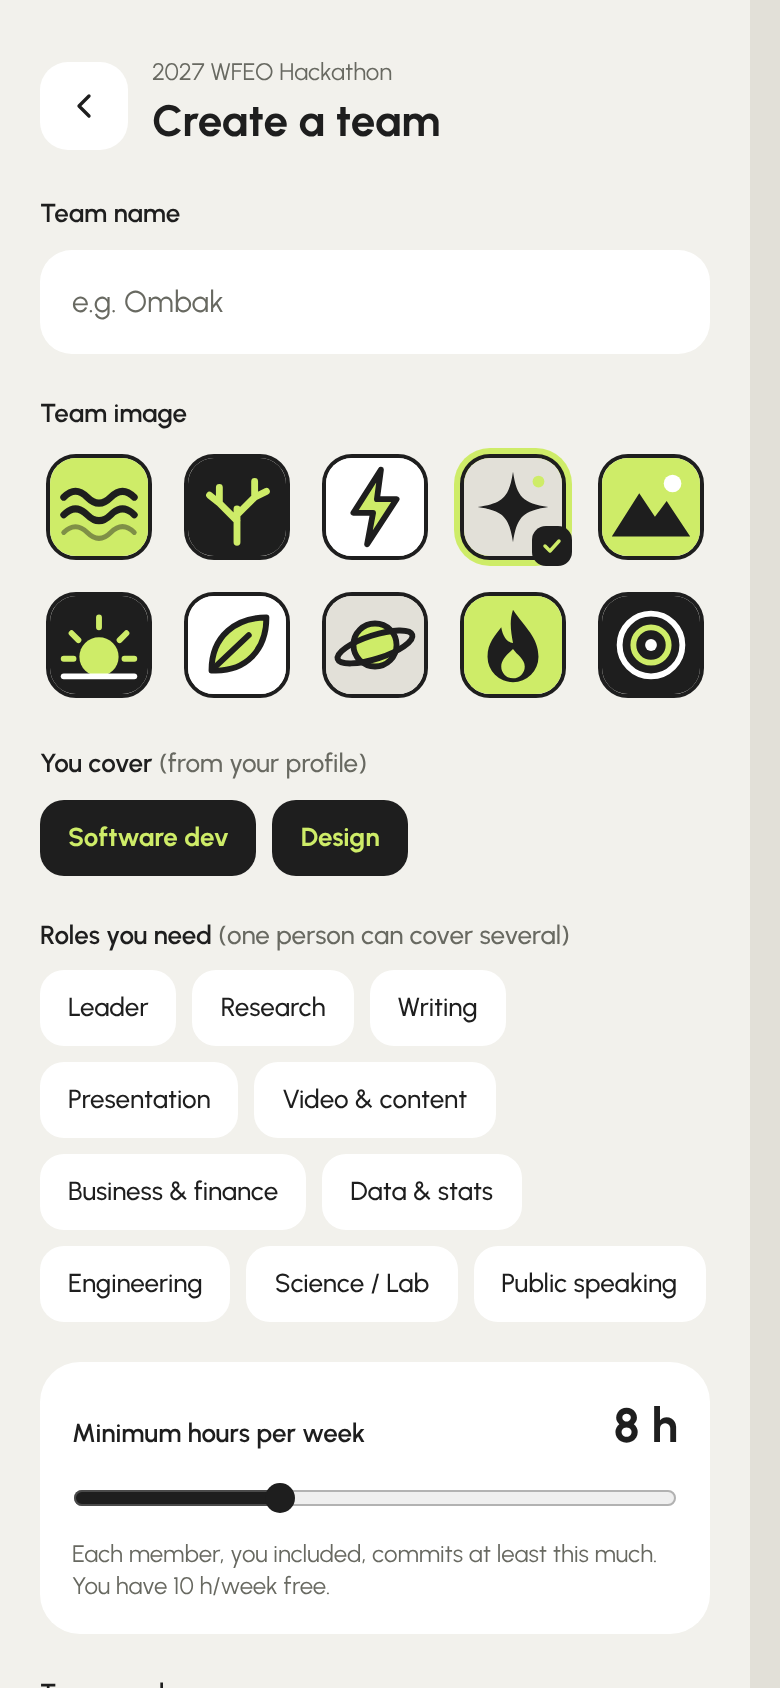 2027 WFEO Hackathon
Create a team
Team name
e.g. Ombak
Team image
You cover (from your profile)
Software dev Design
Roles you need (one person can cover several)
Leader Research Writing
Presentation Video & content
Business & finance Data & stats
Engineering Science / Lab Public speaking
Minimum hours per week 8 h
Each member, you included, commits at least this much.
You have 10 h/week free.